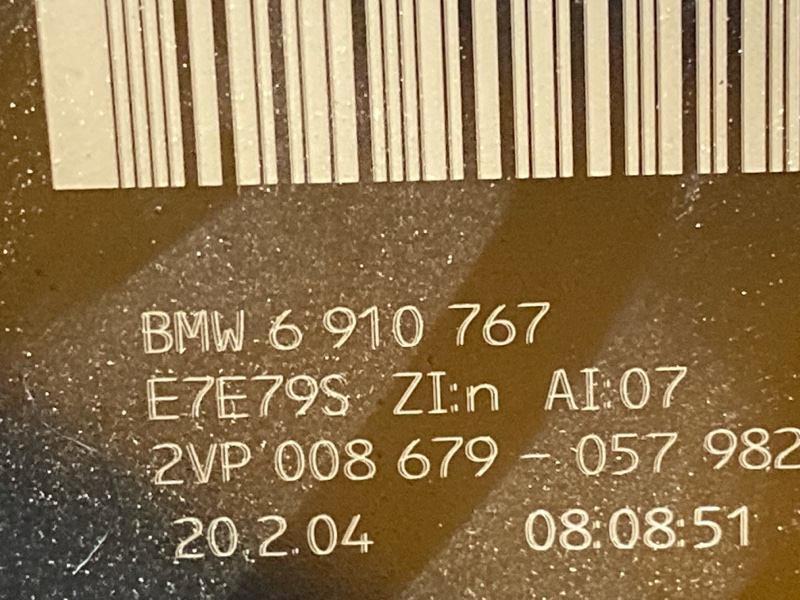 BMW 6 910 767
E7E79S ZI:n AI:07
2VP 008 679 - 057 982
20.2.04 08:08:51